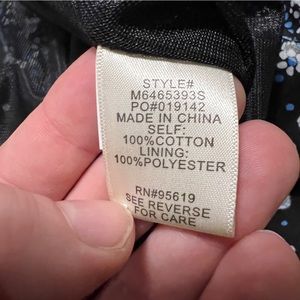 STYLE#
M6465393S
PO#019142
MADE IN CHINA
SELF:
100%COTTON
LINING:
100%POLYESTER
RN#95619
SEE REVERSE
FOR CARE